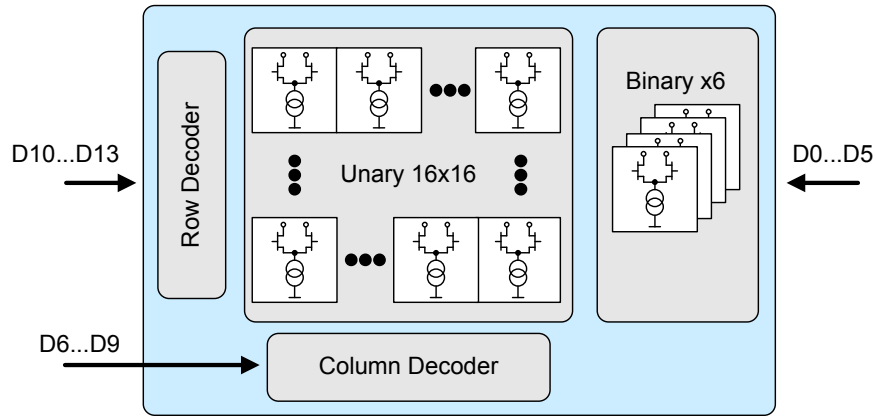 Binary x6
D10...D13
Row Decoder
Unary 16x16
D0...D5
D6...D9
Column Decoder